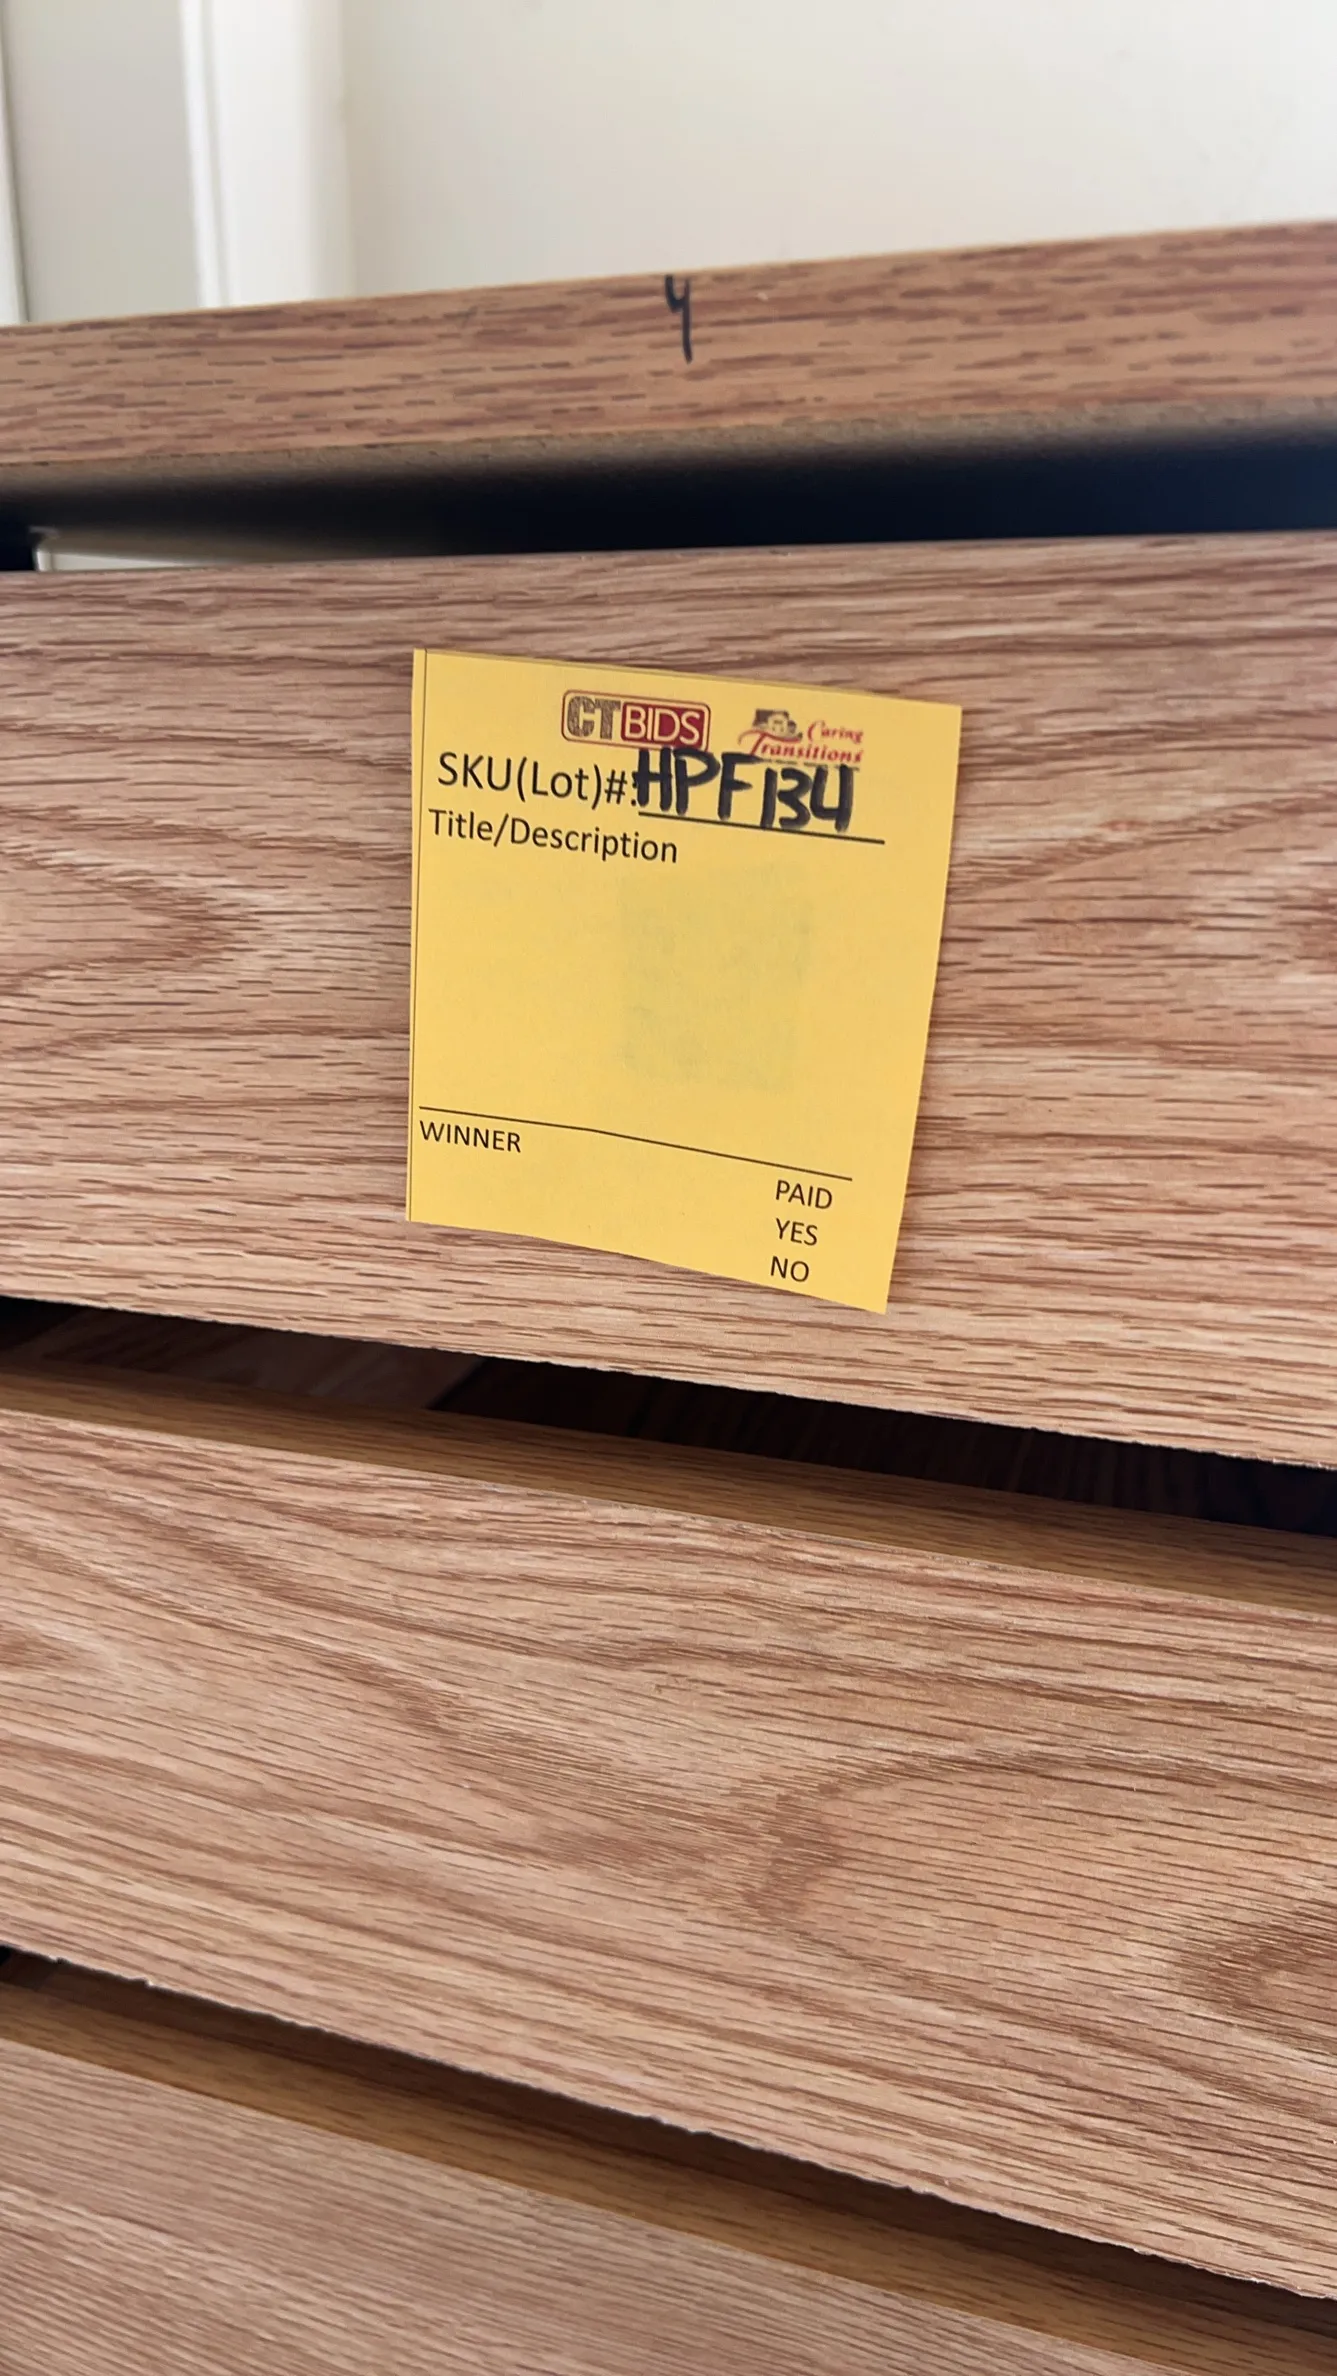 4
CTBIDS Caring Transitions
SKU(Lot)#: HPF134
Title/Description
WINNER
PAID
YES
NO